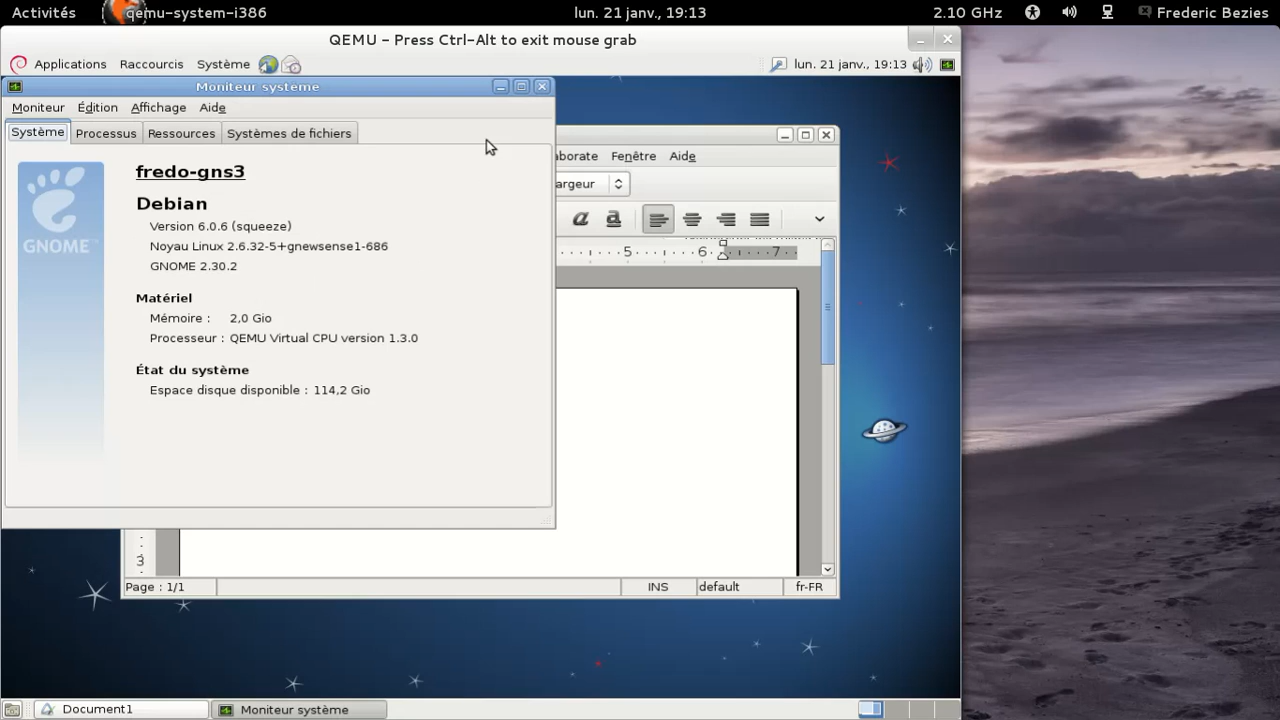 Activités qemu-system-i386 lun. 21 janv., 19:13 2.10 GHz Frederic Bezies
QEMU - Press Ctrl-Alt to exit mouse grab
Applications Raccourcis Système lun. 21 janv., 19:13
Moniteur système
Moniteur Édition Affichage Aide
Système Processus Ressources Systèmes de fichiers
GNOME
fredo-gns3
Debian
Version 6.0.6 (squeeze)
Noyau Linux 2.6.32-5+gnewsense1-686
GNOME 2.30.2
Matériel
Mémoire : 2,0 Gio
Processeur : QEMU Virtual CPU version 1.3.0
État du système
Espace disque disponible : 114,2 Gio
aborate Fenêtre Aide
argeur
a a
5 6 7
3
Page : 1/1 INS default fr-FR
Document1 Moniteur système